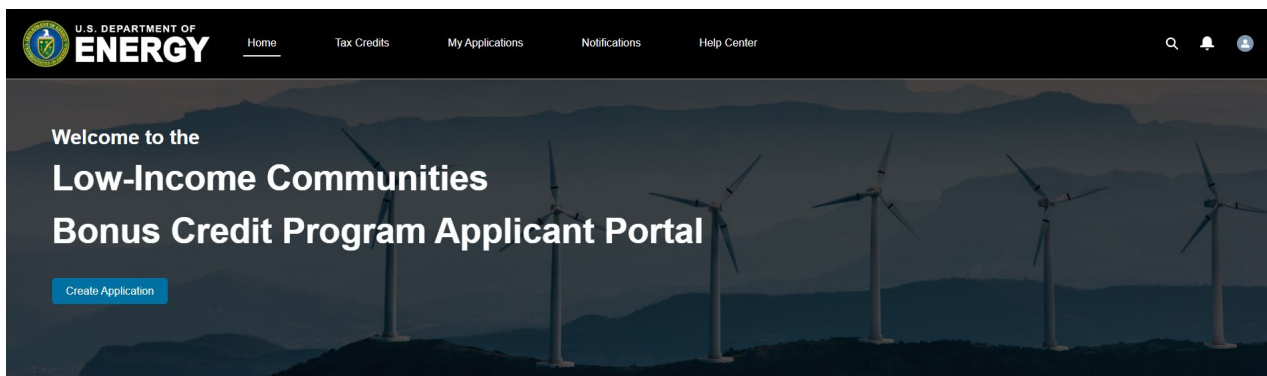 U.S. DEPARTMENT OF
ENERGY
Home
Tax Credits
My Applications
Notifications
Help Center
Welcome to the
Low-Income Communities
Bonus Credit Program Applicant Portal
Create Application